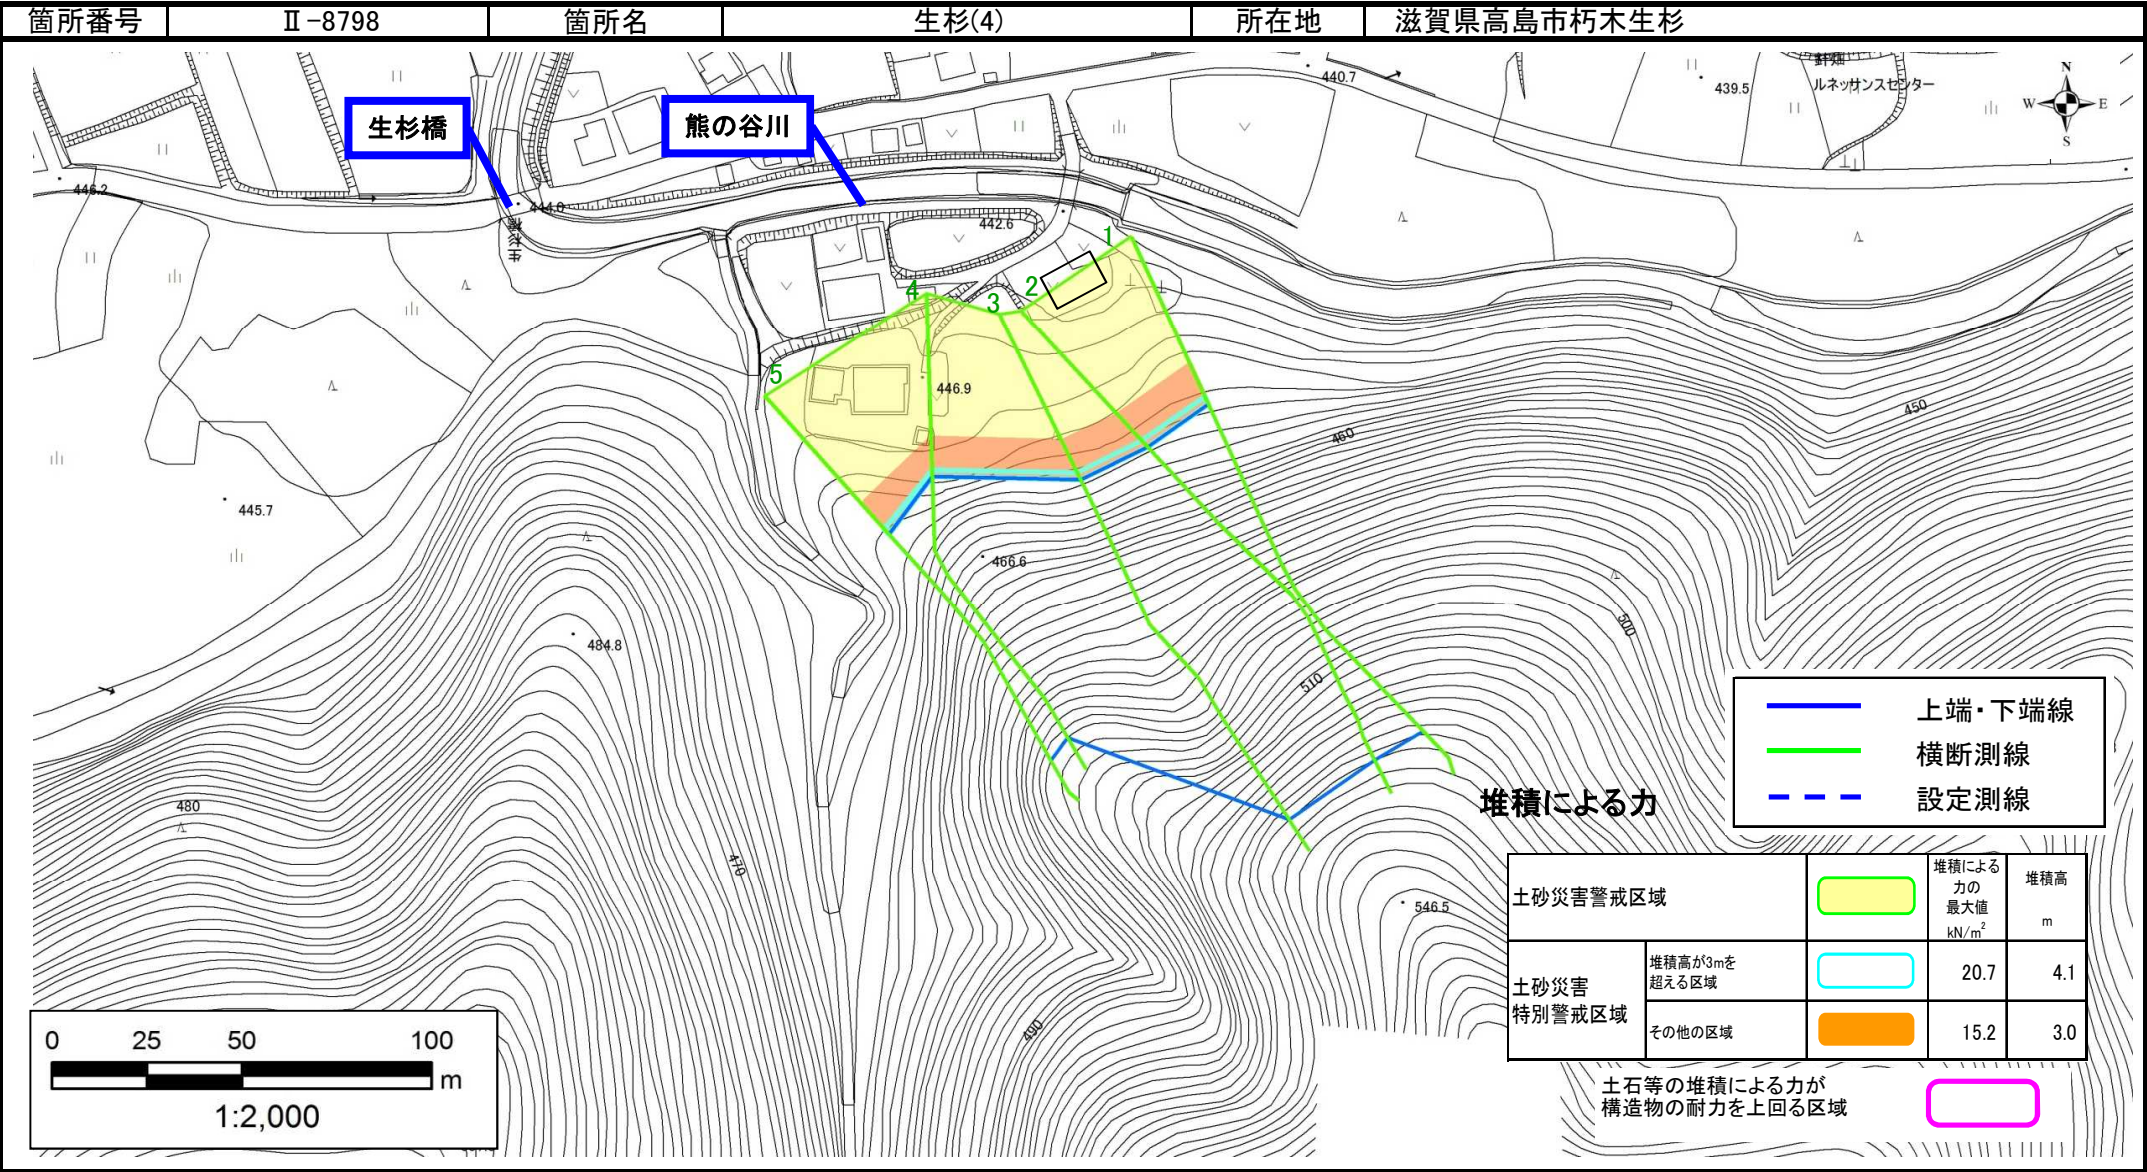 箇所番号 Ⅱ-8798 箇所名 生杉(4) 所在地 滋賀県高島市朽木生杉
針畑
ルネッサンスセンター
N
W E
S
440.7
439.5
生杉橋
熊の谷川
446.2
444.0
生杉橋
442.6
1
2
3
4
5
446.9
450
460
445.7
466.6
484.8
500
510
480
470
490
546.5
上端・下端線
横断測線
設定測線
堆積による力
土砂災害警戒区域
堆積による
力の
最大値
kN/m²
堆積高
m
土砂災害
特別警戒区域
堆積高が3mを
超える区域
20.7 4.1
その他の区域
15.2 3.0
土石等の堆積による力が
構造物の耐力を上回る区域
0 25 50 100
m
1:2,000